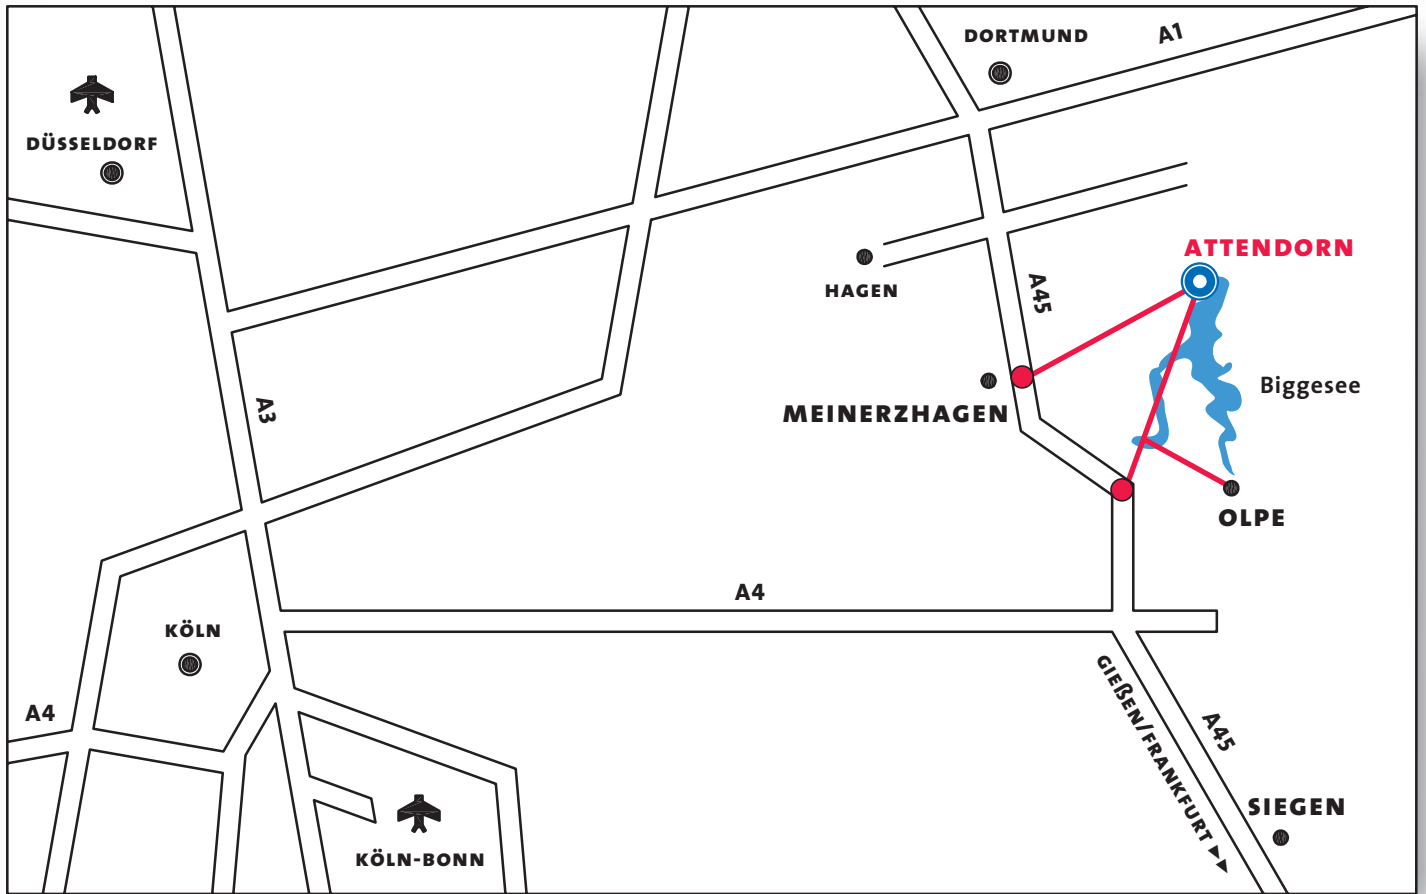 DORTMUND
A1
DÜSSELDORF
ATTENDORN
HAGEN
A45
Biggesee
A3
MEINERZHAGEN
OLPE
A4
KÖLN
GIEßEN/FRANKFURT
A4
A45
SIEGEN
KÖLN-BONN